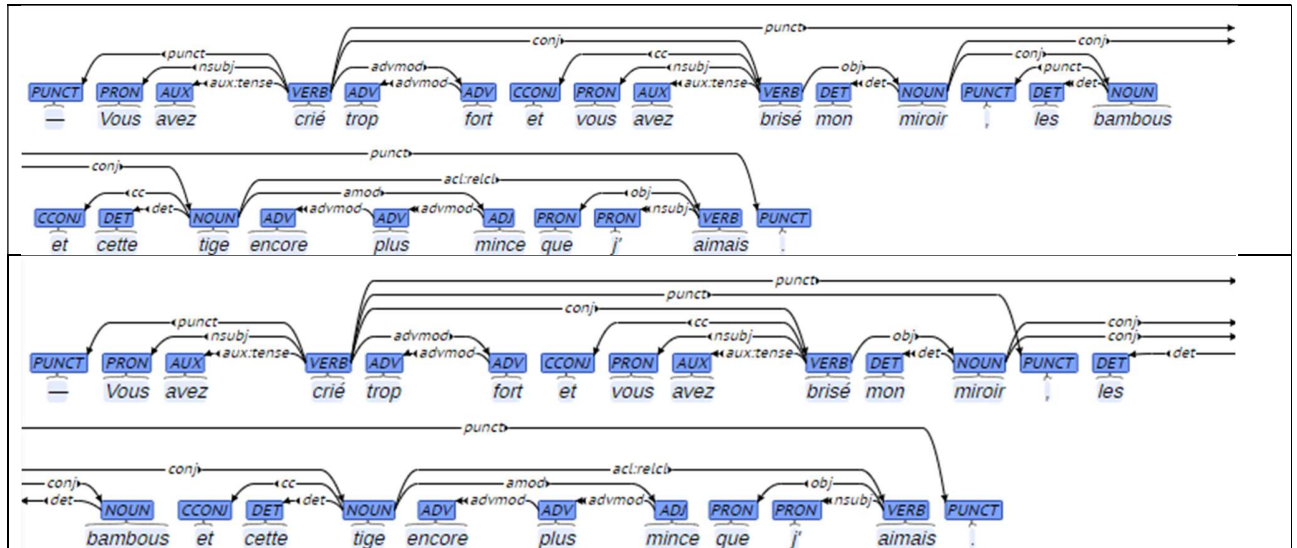 punct
conj conj
punct cc conj
nsubj advmod nsubj obj punct
aux:tense advmod aux:tense det det
PUNCT PRON AUX VERB ADV ADV CCONJ PRON AUX VERB DET NOUN PUNCT DET NOUN
— Vous avez crié trop fort et vous avez brisé mon miroir , les bambous
punct
conj
acl:relcl
cc amod obj
det advmod advmod nsubj
CCONJ DET NOUN ADV ADV ADJ PRON PRON VERB PUNCT
et cette tige encore plus mince que j' aimais .
punct
punct
conj
punct cc conj
nsubj advmod nsubj obj conj
aux:tense advmod aux:tense det det
PUNCT PRON AUX VERB ADV ADV CCONJ PRON AUX VERB DET NOUN PUNCT DET
— Vous avez crié trop fort et vous avez brisé mon miroir , les
punct
conj acl:relcl
conj cc amod obj
det det advmod advmod nsubj
NOUN CCONJ DET NOUN ADV ADV ADJ PRON PRON VERB PUNCT
bambous et cette tige encore plus mince que j' aimais .